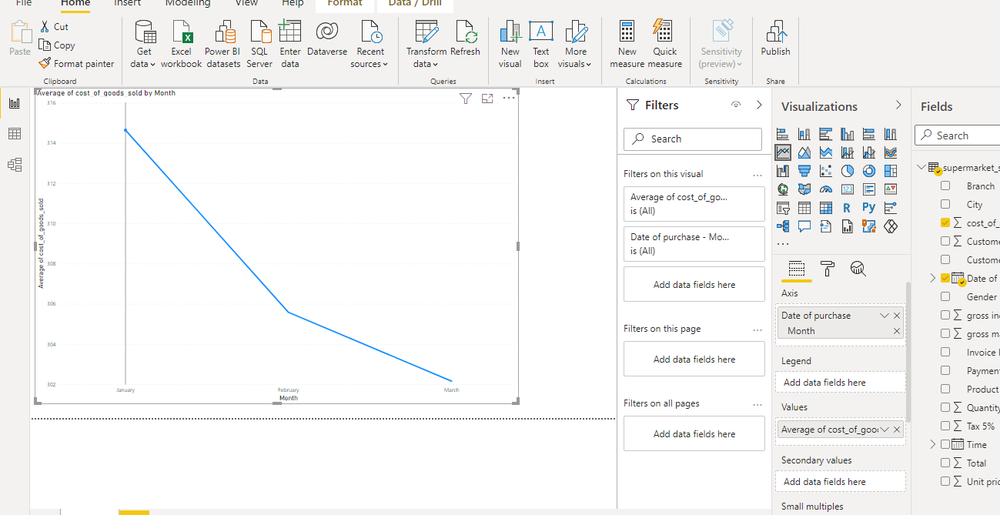 File Home Insert Modeling View Help Format Data / Drill
Paste
Cut
Copy
Format painter
Clipboard
Get data
Excel workbook
Power BI datasets
SQL Server
Enter data
Dataverse
Recent sources
Data
Transform data
Refresh
Queries
New visual
Text box
More visuals
Insert
New measure
Quick measure
Calculations
Sensitivity (preview)
Sensitivity
Publish
Share
Average of cost_of_goods_sold by Month
Average of cost_of_goods_sold
316
314
312
310
308
306
304
302
January February March
Month
Filters
Search
Filters on this visual ...
Average of cost_of_go...
is (All)
Date of purchase - Mo...
is (All)
Add data fields here
Filters on this page ...
Add data fields here
Filters on all pages ...
Add data fields here
Visualizations
123
R Py
...
Axis
Date of purchase
Month
Legend
Add data fields here
Values
Average of cost_of_goo
Secondary values
Add data fields here
Small multiples
Fields
Search
supermarket_s
Branch
City
cost_of_
Custome
Custome
Date of
Gender
gross in
gross m
Invoice
Paymen
Product
Quantity
Tax 5%
Time
Total
Unit pric